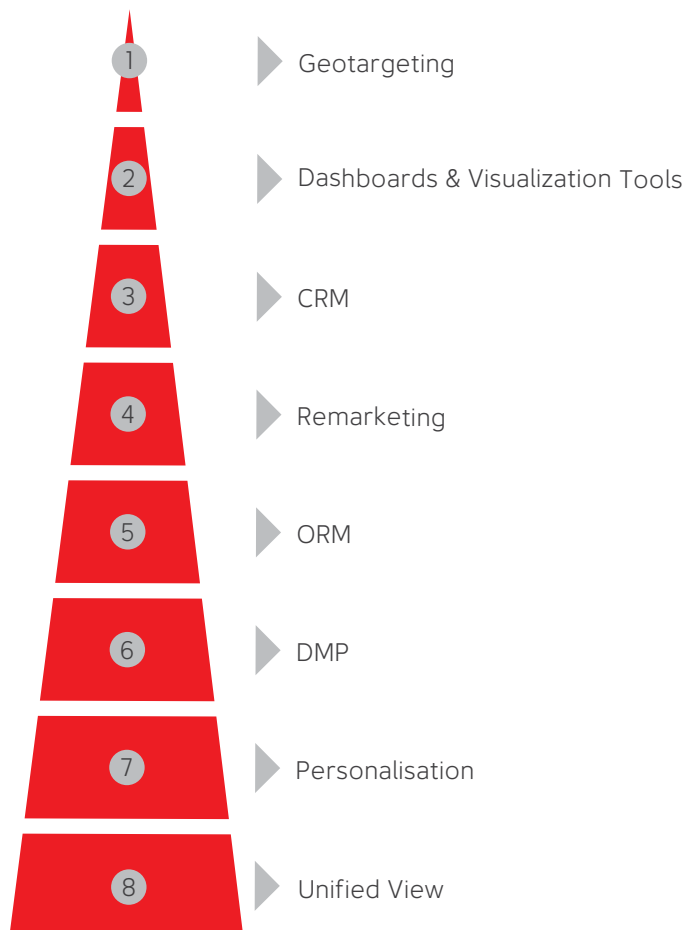 1 Geotargeting
2 Dashboards & Visualization Tools
3 CRM
4 Remarketing
5 ORM
6 DMP
7 Personalisation
8 Unified View